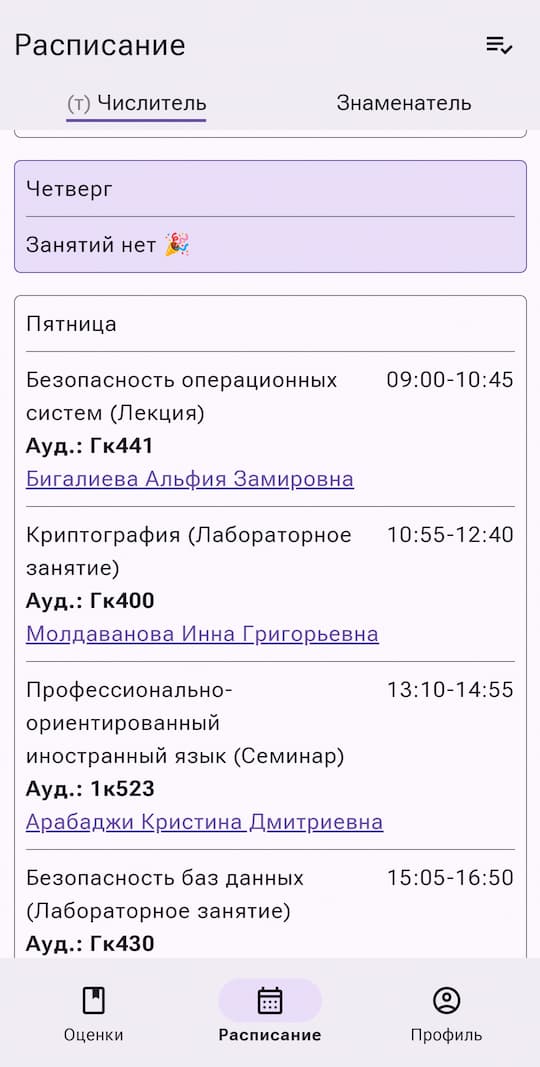 Расписание
(т) Числитель
Знаменатель
Четверг
Занятий нет 🎉
Пятница
Безопасность операционных
систем (Лекция)
09:00-10:45
Ауд.: Гк441
Бигалиева Альфия Замировна
Криптография (Лабораторное
занятие)
10:55-12:40
Ауд.: Гк400
Молдаванова Инна Григорьевна
Профессионально-
ориентированный
иностранный язык (Семинар)
13:10-14:55
Ауд.: 1к523
Арабаджи Кристина Дмитриевна
Безопасность баз данных
(Лабораторное занятие)
15:05-16:50
Ауд.: Гк430
Оценки
Расписание
Профиль